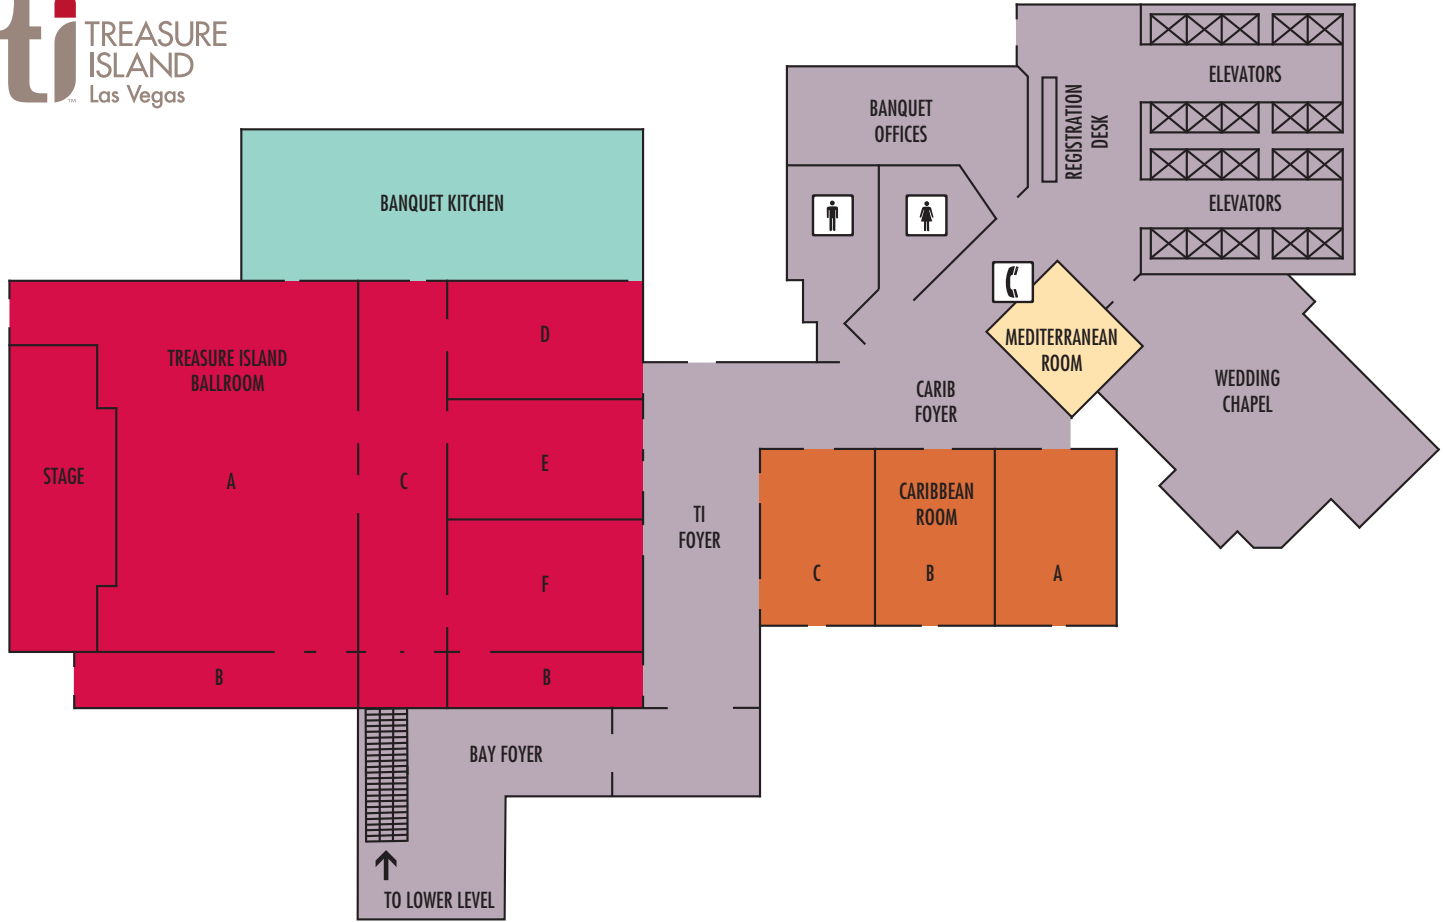 ti
TREASURE
ISLAND
Las Vegas
™
ELEVATORS
REGISTRATION
DESK
BANQUET
OFFICES
BANQUET KITCHEN
ELEVATORS
MEDITERRANEAN
ROOM
TREASURE ISLAND
BALLROOM
D
CARIB
FOYER
WEDDING
CHAPEL
STAGE
A
C
E
CARIBBEAN
ROOM
TI
FOYER
F
C
B
A
B
B
BAY FOYER
TO LOWER LEVEL